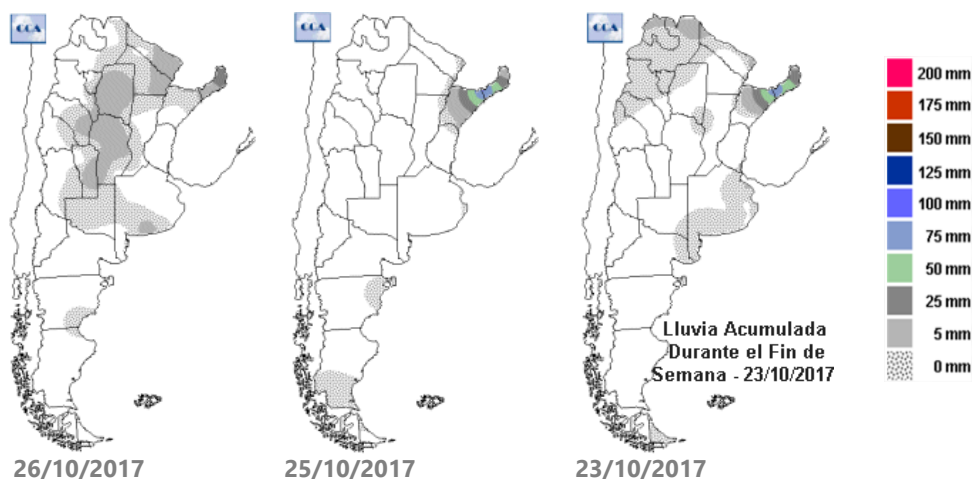 CCA
CCA
CCA
200 mm
175 mm
150 mm
125 mm
100 mm
75 mm
50 mm
25 mm
5 mm
0 mm
Lluvia Acumulada
Durante el Fin de
Semana - 23/10/2017
26/10/2017
25/10/2017
23/10/2017